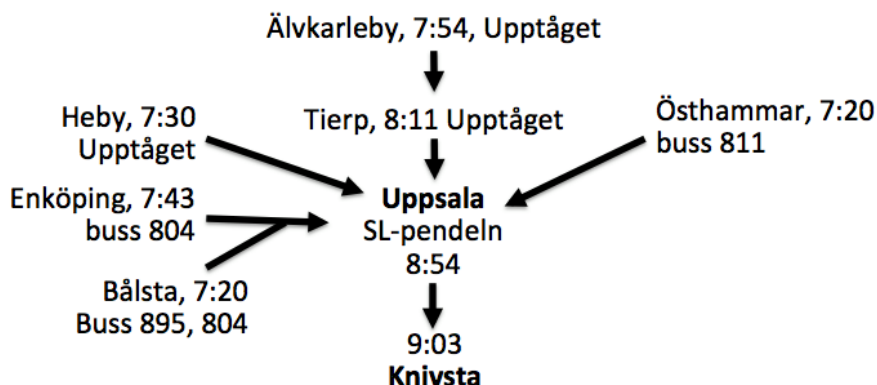 Älvkarleby, 7:54, Upptåget
Heby, 7:30
Upptåget
Tierp, 8:11 Upptåget
Östhammar, 7:20
buss 811
Enköping, 7:43
buss 804
Uppsala
SL-pendeln
8:54
Bålsta, 7:20
Buss 895, 804
9:03
Knivsta